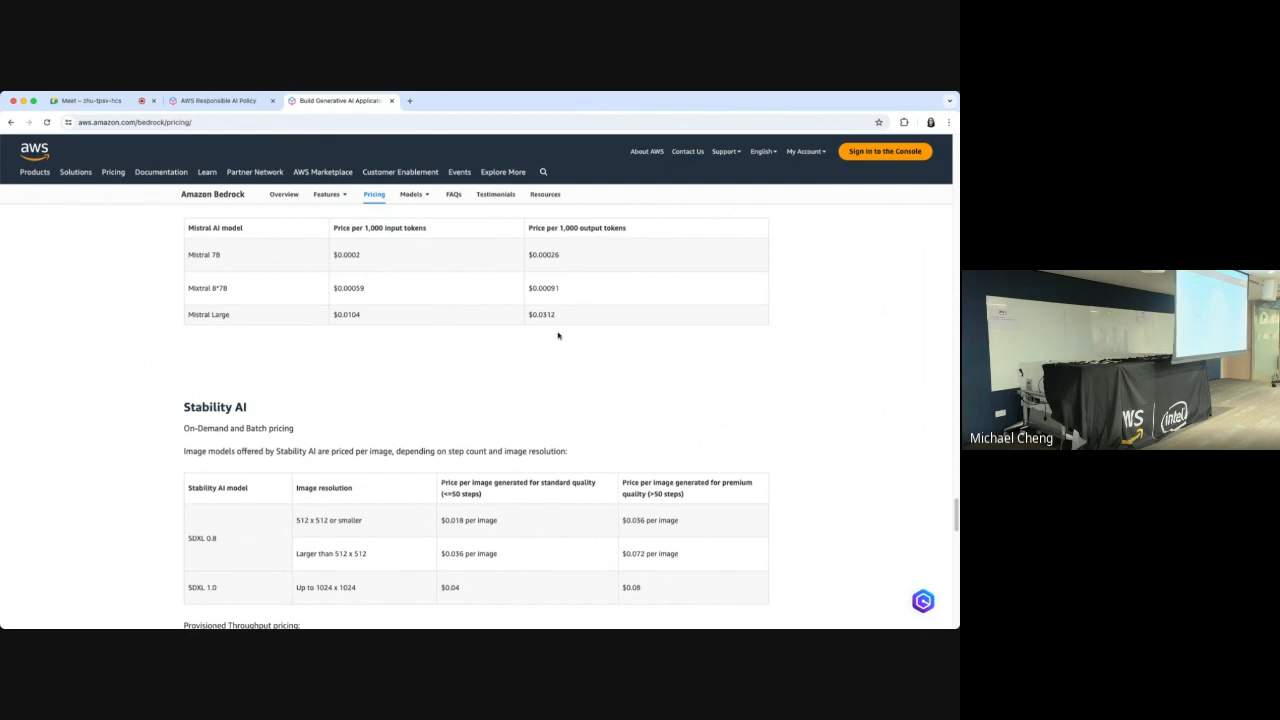 Meet – zhu-tpsv-hcs
AWS Responsible AI Policy
Build Generative AI Applicati
aws.amazon.com/bedrock/pricing/
aws
About AWS Contact Us Support English My Account Sign In to the Console
Products Solutions Pricing Documentation Learn Partner Network AWS Marketplace Customer Enablement Events Explore More
Amazon Bedrock Overview Features Pricing Models FAQs Testimonials Resources
Mistral AI model Price per 1,000 input tokens Price per 1,000 output tokens
Mistral 7B $0.0002 $0.00026
Mixtral 8*7B $0.00059 $0.00091
Mistral Large $0.0104 $0.0312
Stability AI
On-Demand and Batch pricing
Image models offered by Stability AI are priced per image, depending on step count and image resolution:
Stability AI model Image resolution Price per image generated for standard quality (<=50 steps) Price per image generated for premium quality (>50 steps)
SDXL 0.8 512 x 512 or smaller $0.018 per image $0.036 per image
Larger than 512 x 512 $0.036 per image $0.072 per image
SDXL 1.0 Up to 1024 x 1024 $0.04 $0.08
Provisioned Throughput pricing:
aws intel
Michael Cheng